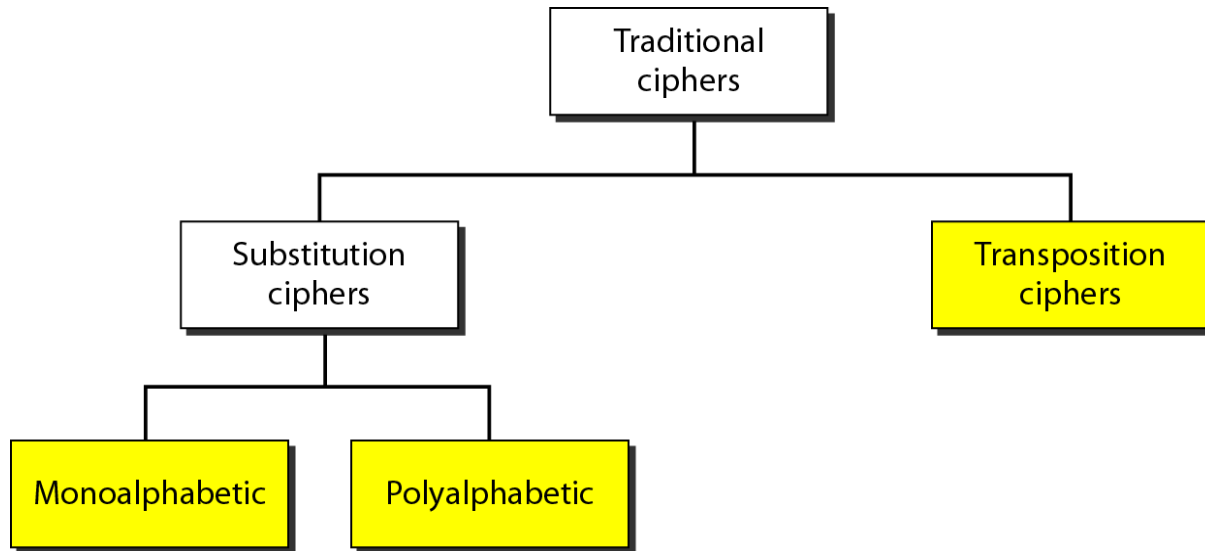 Traditional
ciphers
Substitution
ciphers
Transposition
ciphers
Monoalphabetic
Polyalphabetic